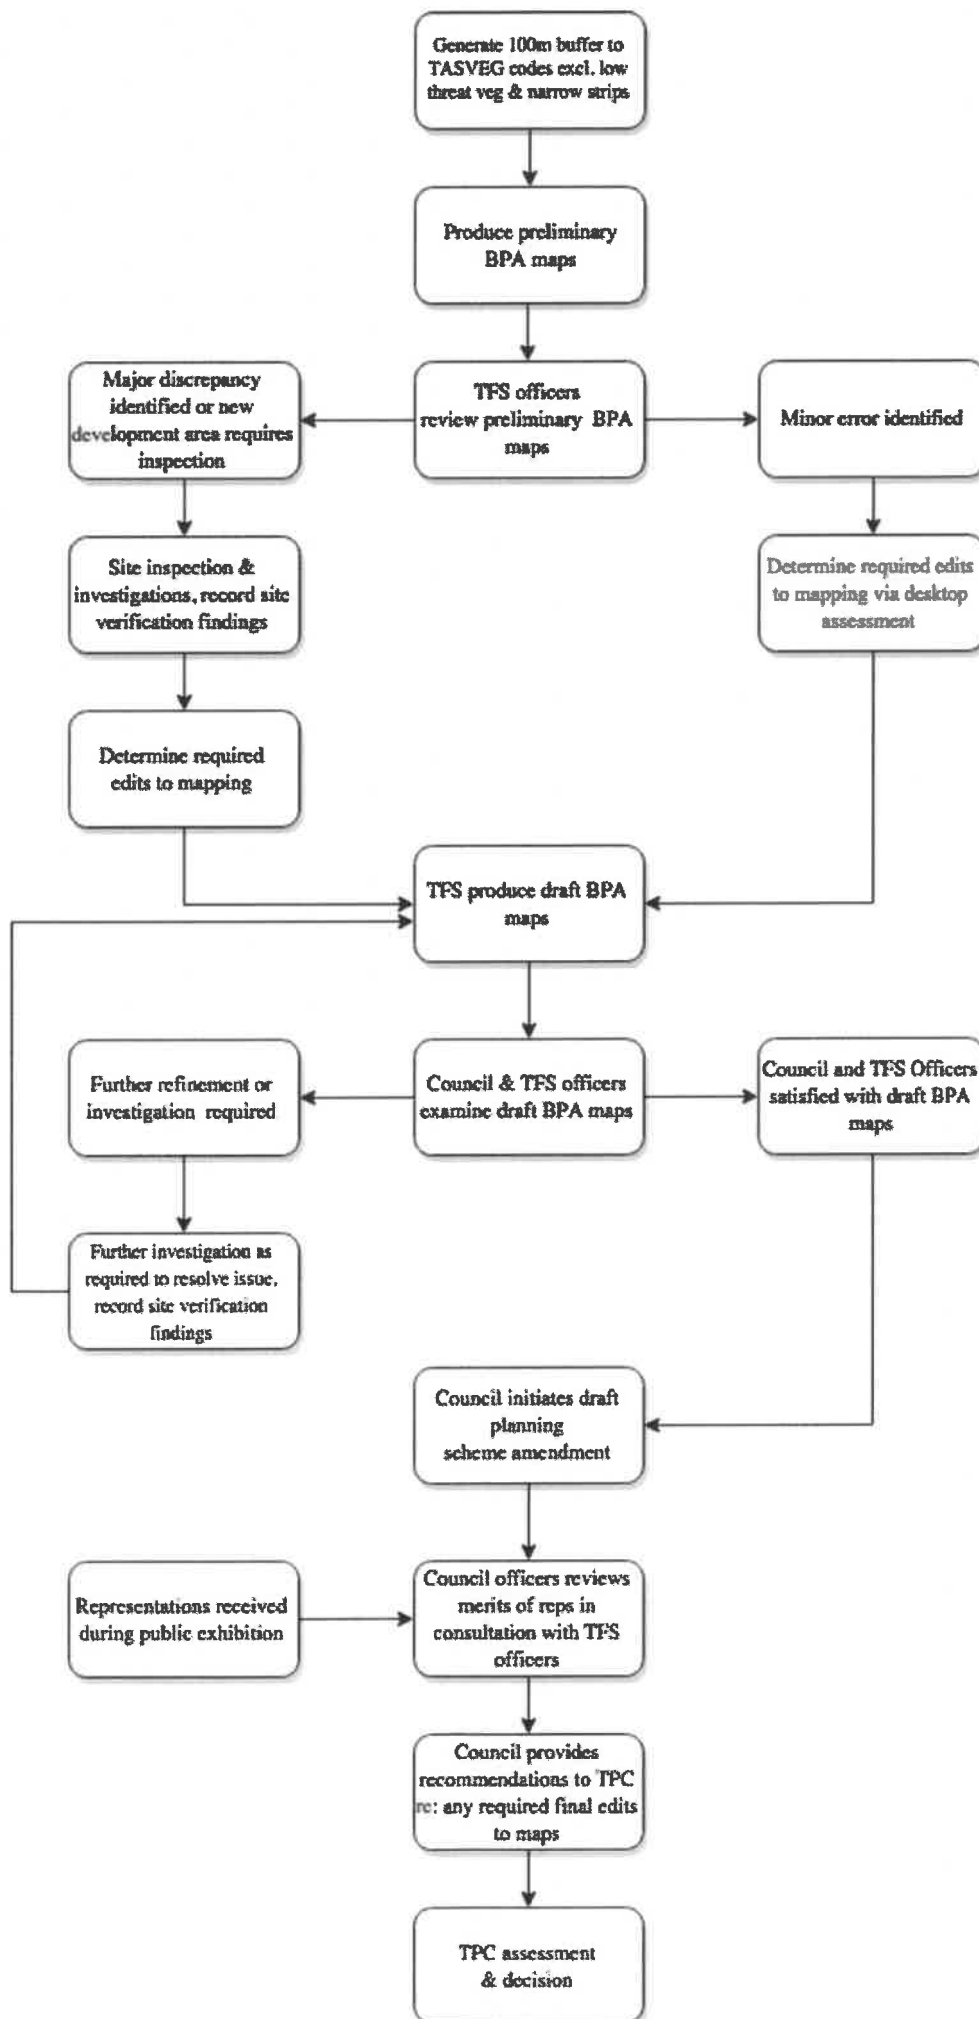 Generate 100m buffer to
TASVEG codes excl. low
threat veg & narrow strips
Produce preliminary
BPA maps
Major discrepancy
identified or new
development area requires
inspection
TFS officers
review preliminary BPA
maps
Minor error identified
Site inspection &
investigations, record site
verification findings
Determine required edits
to mapping via desktop
assessment
Determine required
edits to mapping
TFS produce draft BPA
maps
Further refinement or
investigation required
Council & TFS officers
examine draft BPA maps
Council and TFS Officers
satisfied with draft BPA
maps
Further investigation as
required to resolve issue,
record site verification
findings
Council initiates draft
planning
scheme amendment
Representations received
during public exhibition
Council officers reviews
merits of reps in
consultation with TFS
officers
Council provides
recommendations to TPC
re: any required final edits
to maps
TPC assessment
& decision